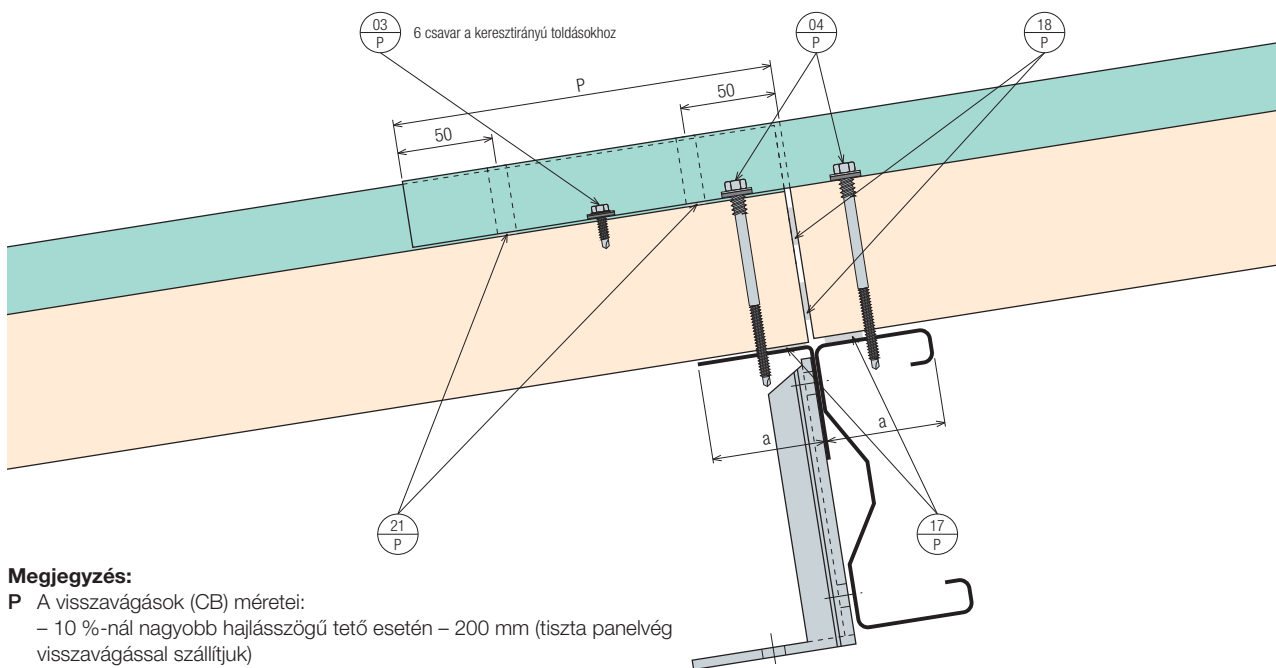 03
P
6 csavar a keresztirányú toldásokhoz
04
P
18
P
P
50
50
a
a
21
P
17
P
Megjegyzés:
P A visszavágások (CB) méretei:
– 10 %-nál nagyobb hajlásszögű tető esetén – 200 mm (tiszta panelvég
visszavágással szállítjuk)